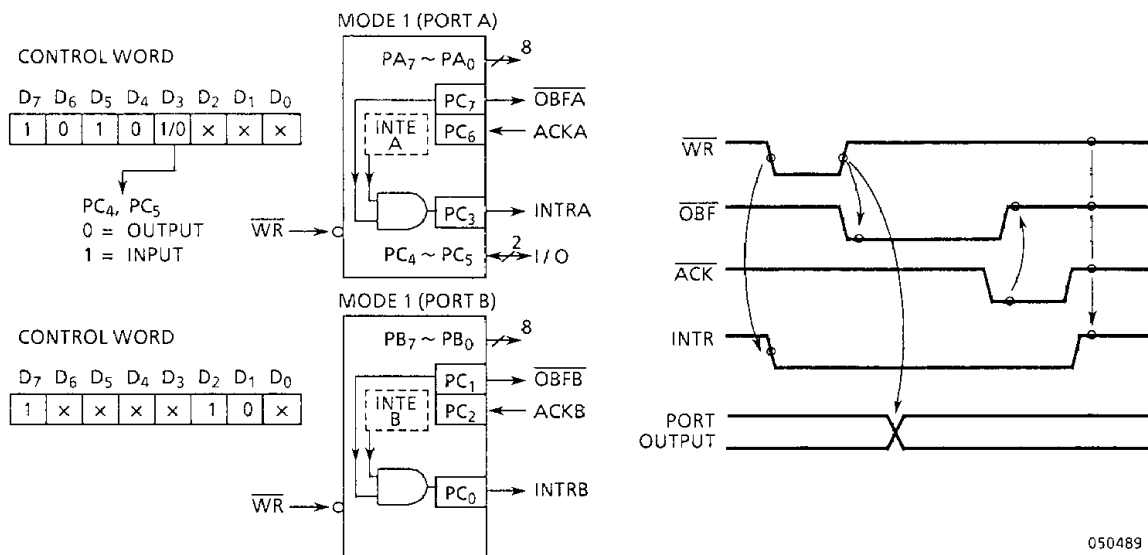 MODE 1 (PORT A)
CONTROL WORD
D7 D6 D5 D4 D3 D2 D1 D0
1 0 1 0 1/0 × × ×
PC4, PC5
0 = OUTPUT
1 = INPUT
PA7 ~ PA0
8
PC7
OBFA
INTE
A
PC6
ACKA
PC3
INTRA
WR
PC4 ~ PC5
2
I/O
MODE 1 (PORT B)
CONTROL WORD
D7 D6 D5 D4 D3 D2 D1 D0
1 × × × × 1 0 ×
PB7 ~ PB0
8
PC1
OBFB
INTE
B
PC2
ACKB
PC0
INTRB
WR
WR
OBF
ACK
INTR
PORT
OUTPUT
050489